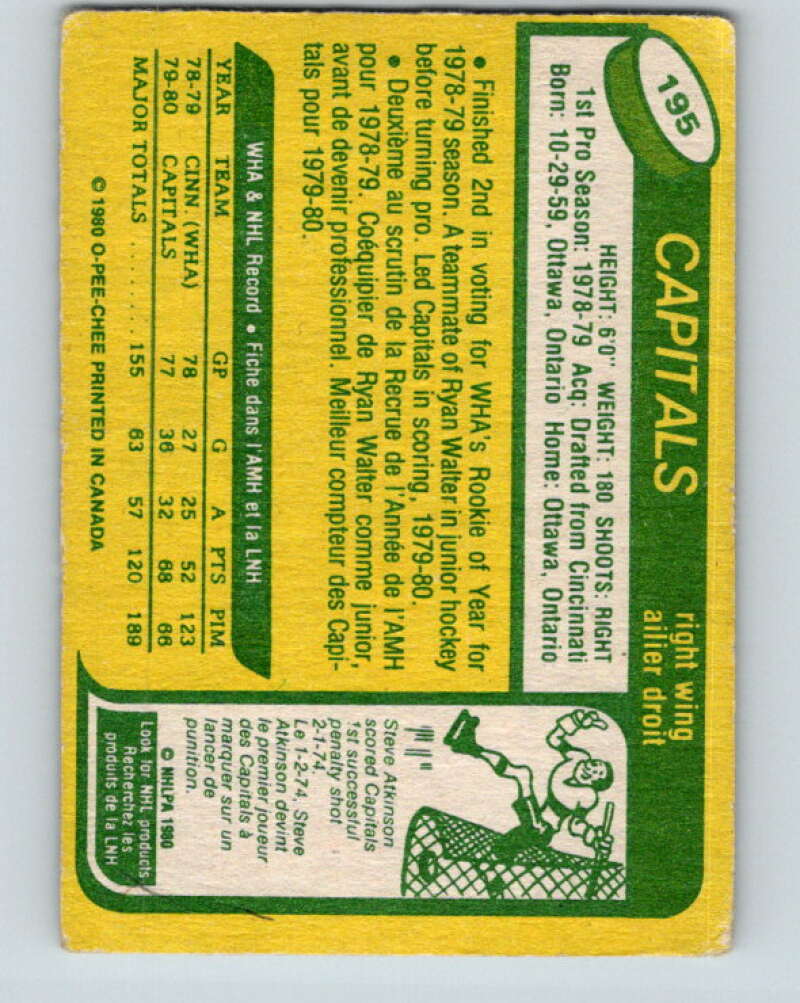 195
CAPITALS
right wing
ailier droit
HEIGHT: 6'0" WEIGHT: 180 SHOOTS: RIGHT
1st Pro Season: 1978-79 Acq: Drafted from Cincinnati
Born: 10-29-59, Ottawa, Ontario Home: Ottawa, Ontario
• Finished 2nd in voting for WHA's Rookie of Year for
1978-79 season. A teammate of Ryan Walter in junior hockey
before turning pro. Led Capitals in scoring, 1979-80.
• Deuxième au scrutin de la Recrue de l'Année de l'AMH
pour 1978-79. Coéquipier de Ryan Walter comme junior,
avant de devenir professionnel. Meilleur compteur des Capi-
tals pour 1979-80.
WHA & NHL Record • Fiche dans l'AMH et la LNH
YEAR TEAM GP G A PTS PIM
78-79 CINN. (WHA) 78 27 25 52 123
79-80 CAPITALS 77 36 32 68 66
MAJOR TOTALS ......... 155 63 57 120 189
© 1980 O-PEE-CHEE PRINTED IN CANADA
Steve Atkinson
scored Capitals
1st successful
penalty shot
2-1-74.
Le 1-2-74, Steve
Atkinson devint
le premier joueur
des Capitals à
marquer sur un
lancer de
punition.
© NHLPA 1980
Look for NHL products
Recherchez les
produits de la LNH